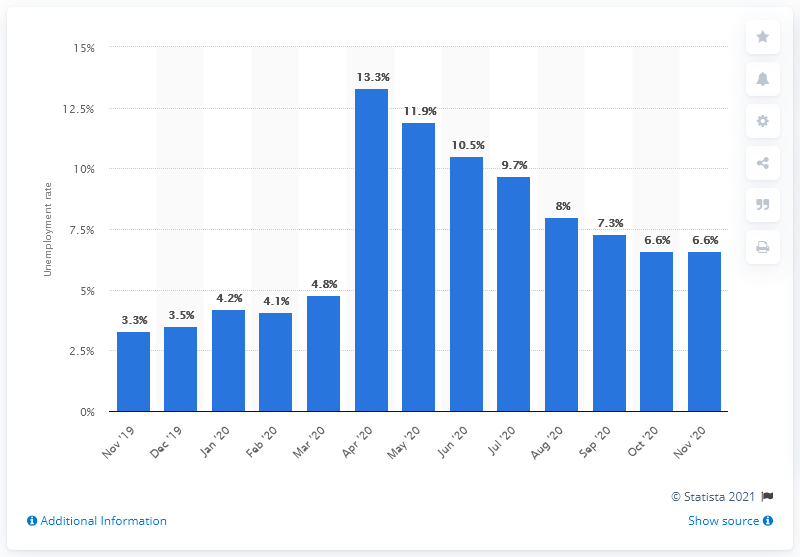 15%
12.5%
10%
7.5%
5%
2.5%
0%
Unemployment rate
3.3%
3.5%
4.2%
4.1%
4.8%
13.3%
11.9%
10.5%
9.7%
8%
7.3%
6.6%
6.6%
Nov '19
Dec '19
Jan '20
Feb '20
Mar '20
Apr '20
May '20
Jun '20
Jul '20
Aug '20
Sep '20
Oct '20
Nov '20
© Statista 2021
Additional Information
Show source